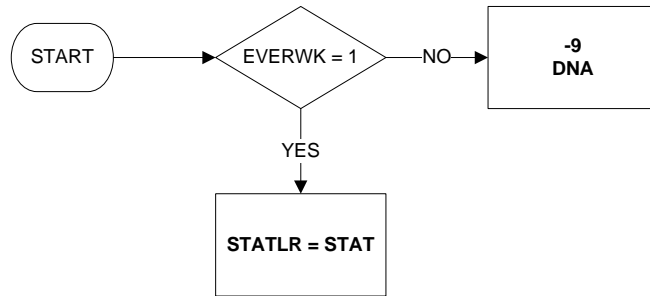 START
EVERWK = 1
NO
-9
DNA
YES
STATLR = STAT